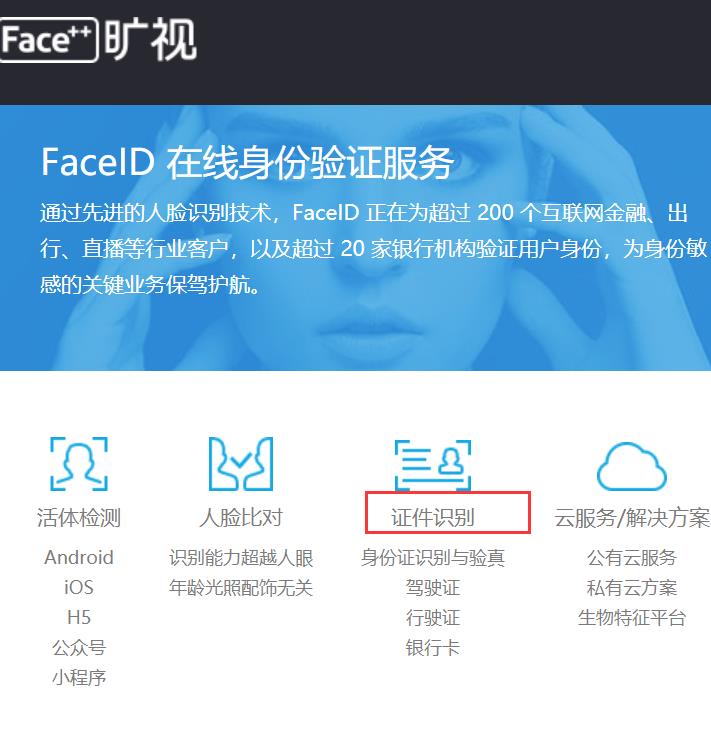 Face++ 旷视
FaceID 在线身份验证服务
通过先进的人脸识别技术，FaceID 正在为超过 200 个互联网金融、出
行、直播等行业客户，以及超过 20 家银行机构验证用户身份，为身份敏
感的关键业务保驾护航。
活体检测
Android
iOS
H5
公众号
小程序
人脸比对
识别能力超越人眼
年龄光照配饰无关
证件识别
身份证识别与验真
驾驶证
行驶证
银行卡
云服务/解决方案
公有云服务
私有云方案
生物特征平台